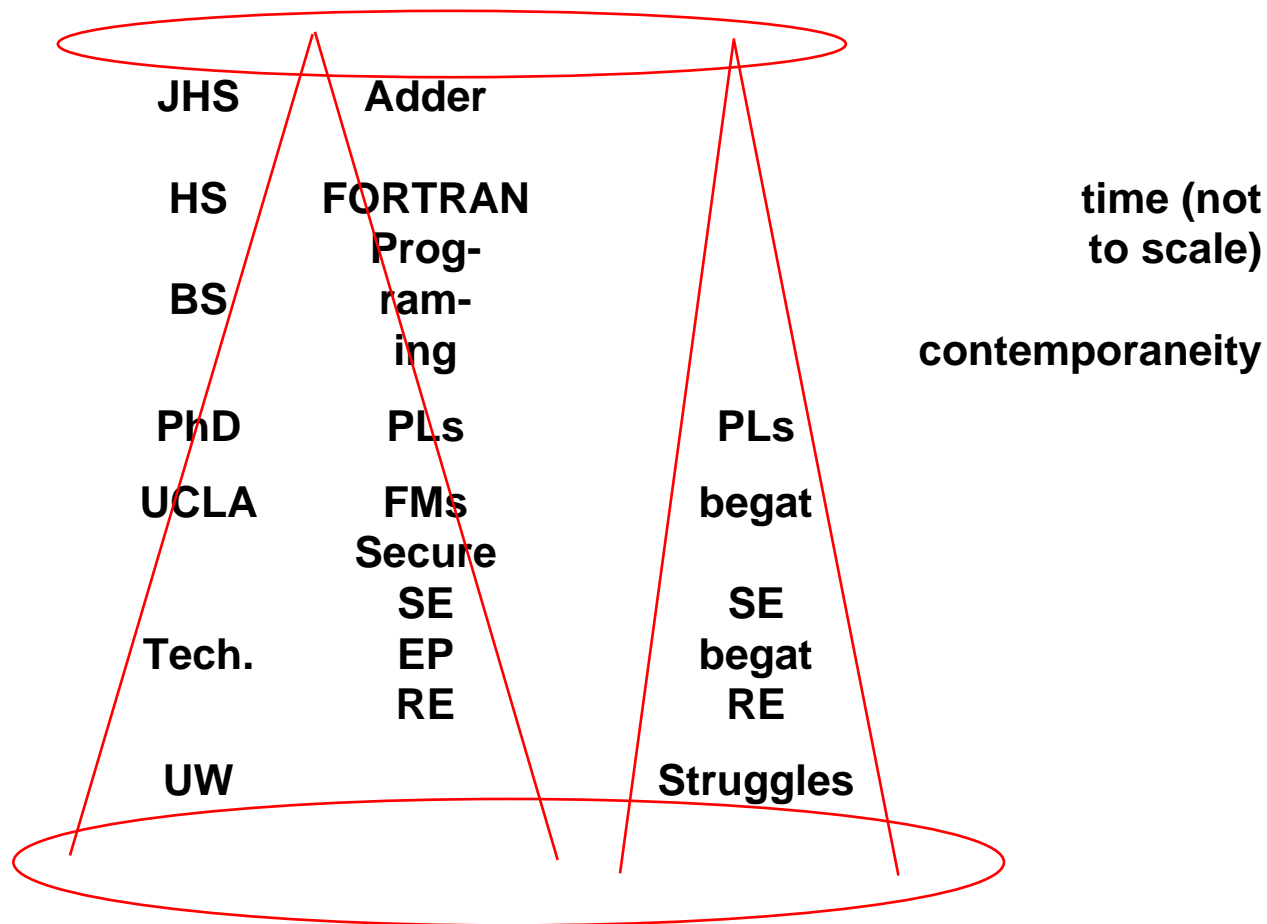 JHS Adder
HS FORTRAN time (not
Prog- to scale)
BS ram-
ing contemporaneity
PhD PLs PLs
UCLA FMs begat
Secure
SE SE
Tech. EP begat
RE RE
UW Struggles